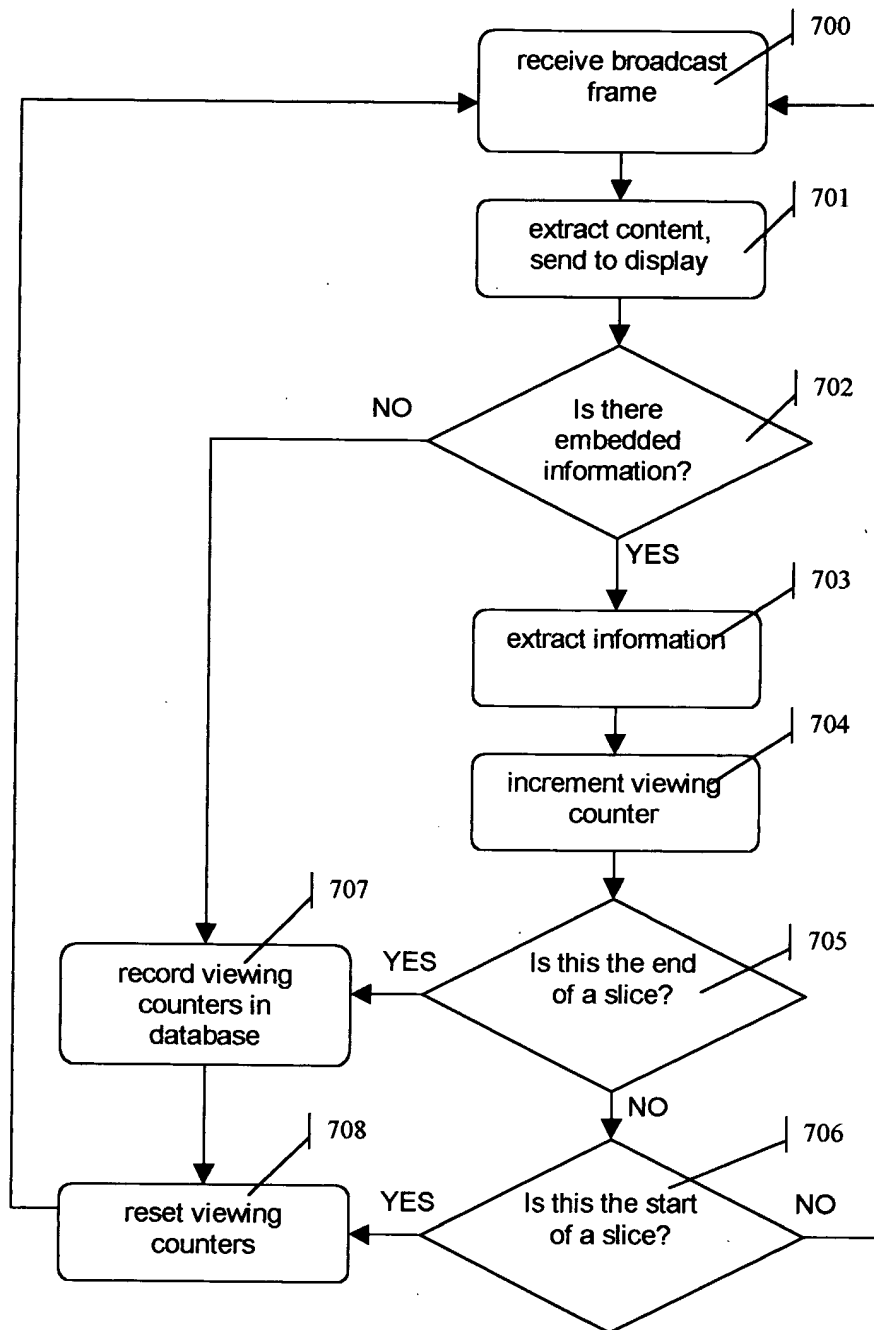 700
receive broadcast
frame
701
extract content,
send to display
702
NO
Is there
embedded
information?
YES
703
extract information
704
increment viewing
counter
707
705
YES
Is this the end
of a slice?
record viewing
counters in
database
NO
708
706
YES
Is this the start
of a slice?
NO
reset viewing
counters